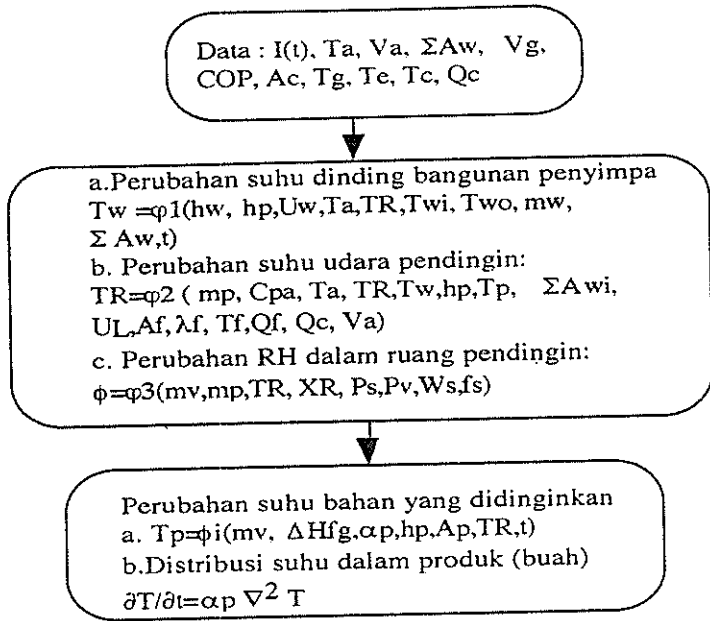 Data : I(t), Ta, Va, ΣAw, Vg,
COP, Ac, Tg, Te, Tc, Qc
a.Perubahan suhu dinding bangunan penyimpa
Tw =φ1(hw, hp,Uw,Ta,TR,Twi, Two, mw,
Σ Aw,t)
b. Perubahan suhu udara pendingin:
TR=φ2 ( mp, Cpa, Ta, TR,Tw,hp,Tp, ΣAwi,
UL,Af,λf, Tf,Qf, Qc, Va)
c. Perubahan RH dalam ruang pendingin:
ϕ=φ3(mv,mp,TR, XR, Ps,Pv,Ws,fs)
Perubahan suhu bahan yang didinginkan
a. Tp=ϕi(mv, ΔHfg,αp,hp,Ap,TR,t)
b.Distribusi suhu dalam produk (buah)
∂T/∂t=αp ∇² T